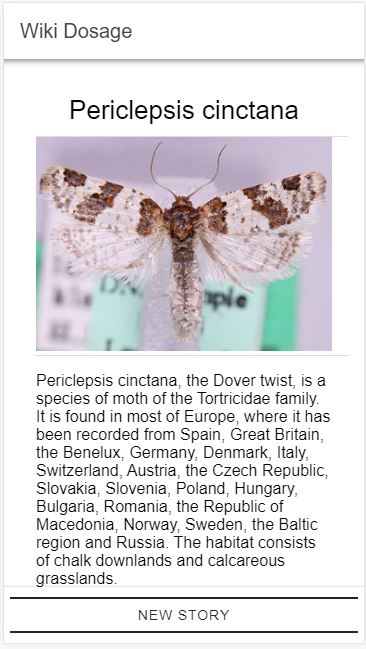 Wiki Dosage
Periclepsis cinctana
Periclepsis cinctana, the Dover twist, is a
species of moth of the Tortricidae family.
It is found in most of Europe, where it has
been recorded from Spain, Great Britain,
the Benelux, Germany, Denmark, Italy,
Switzerland, Austria, the Czech Republic,
Slovakia, Slovenia, Poland, Hungary,
Bulgaria, Romania, the Republic of
Macedonia, Norway, Sweden, the Baltic
region and Russia. The habitat consists
of chalk downlands and calcareous
grasslands.
NEW STORY